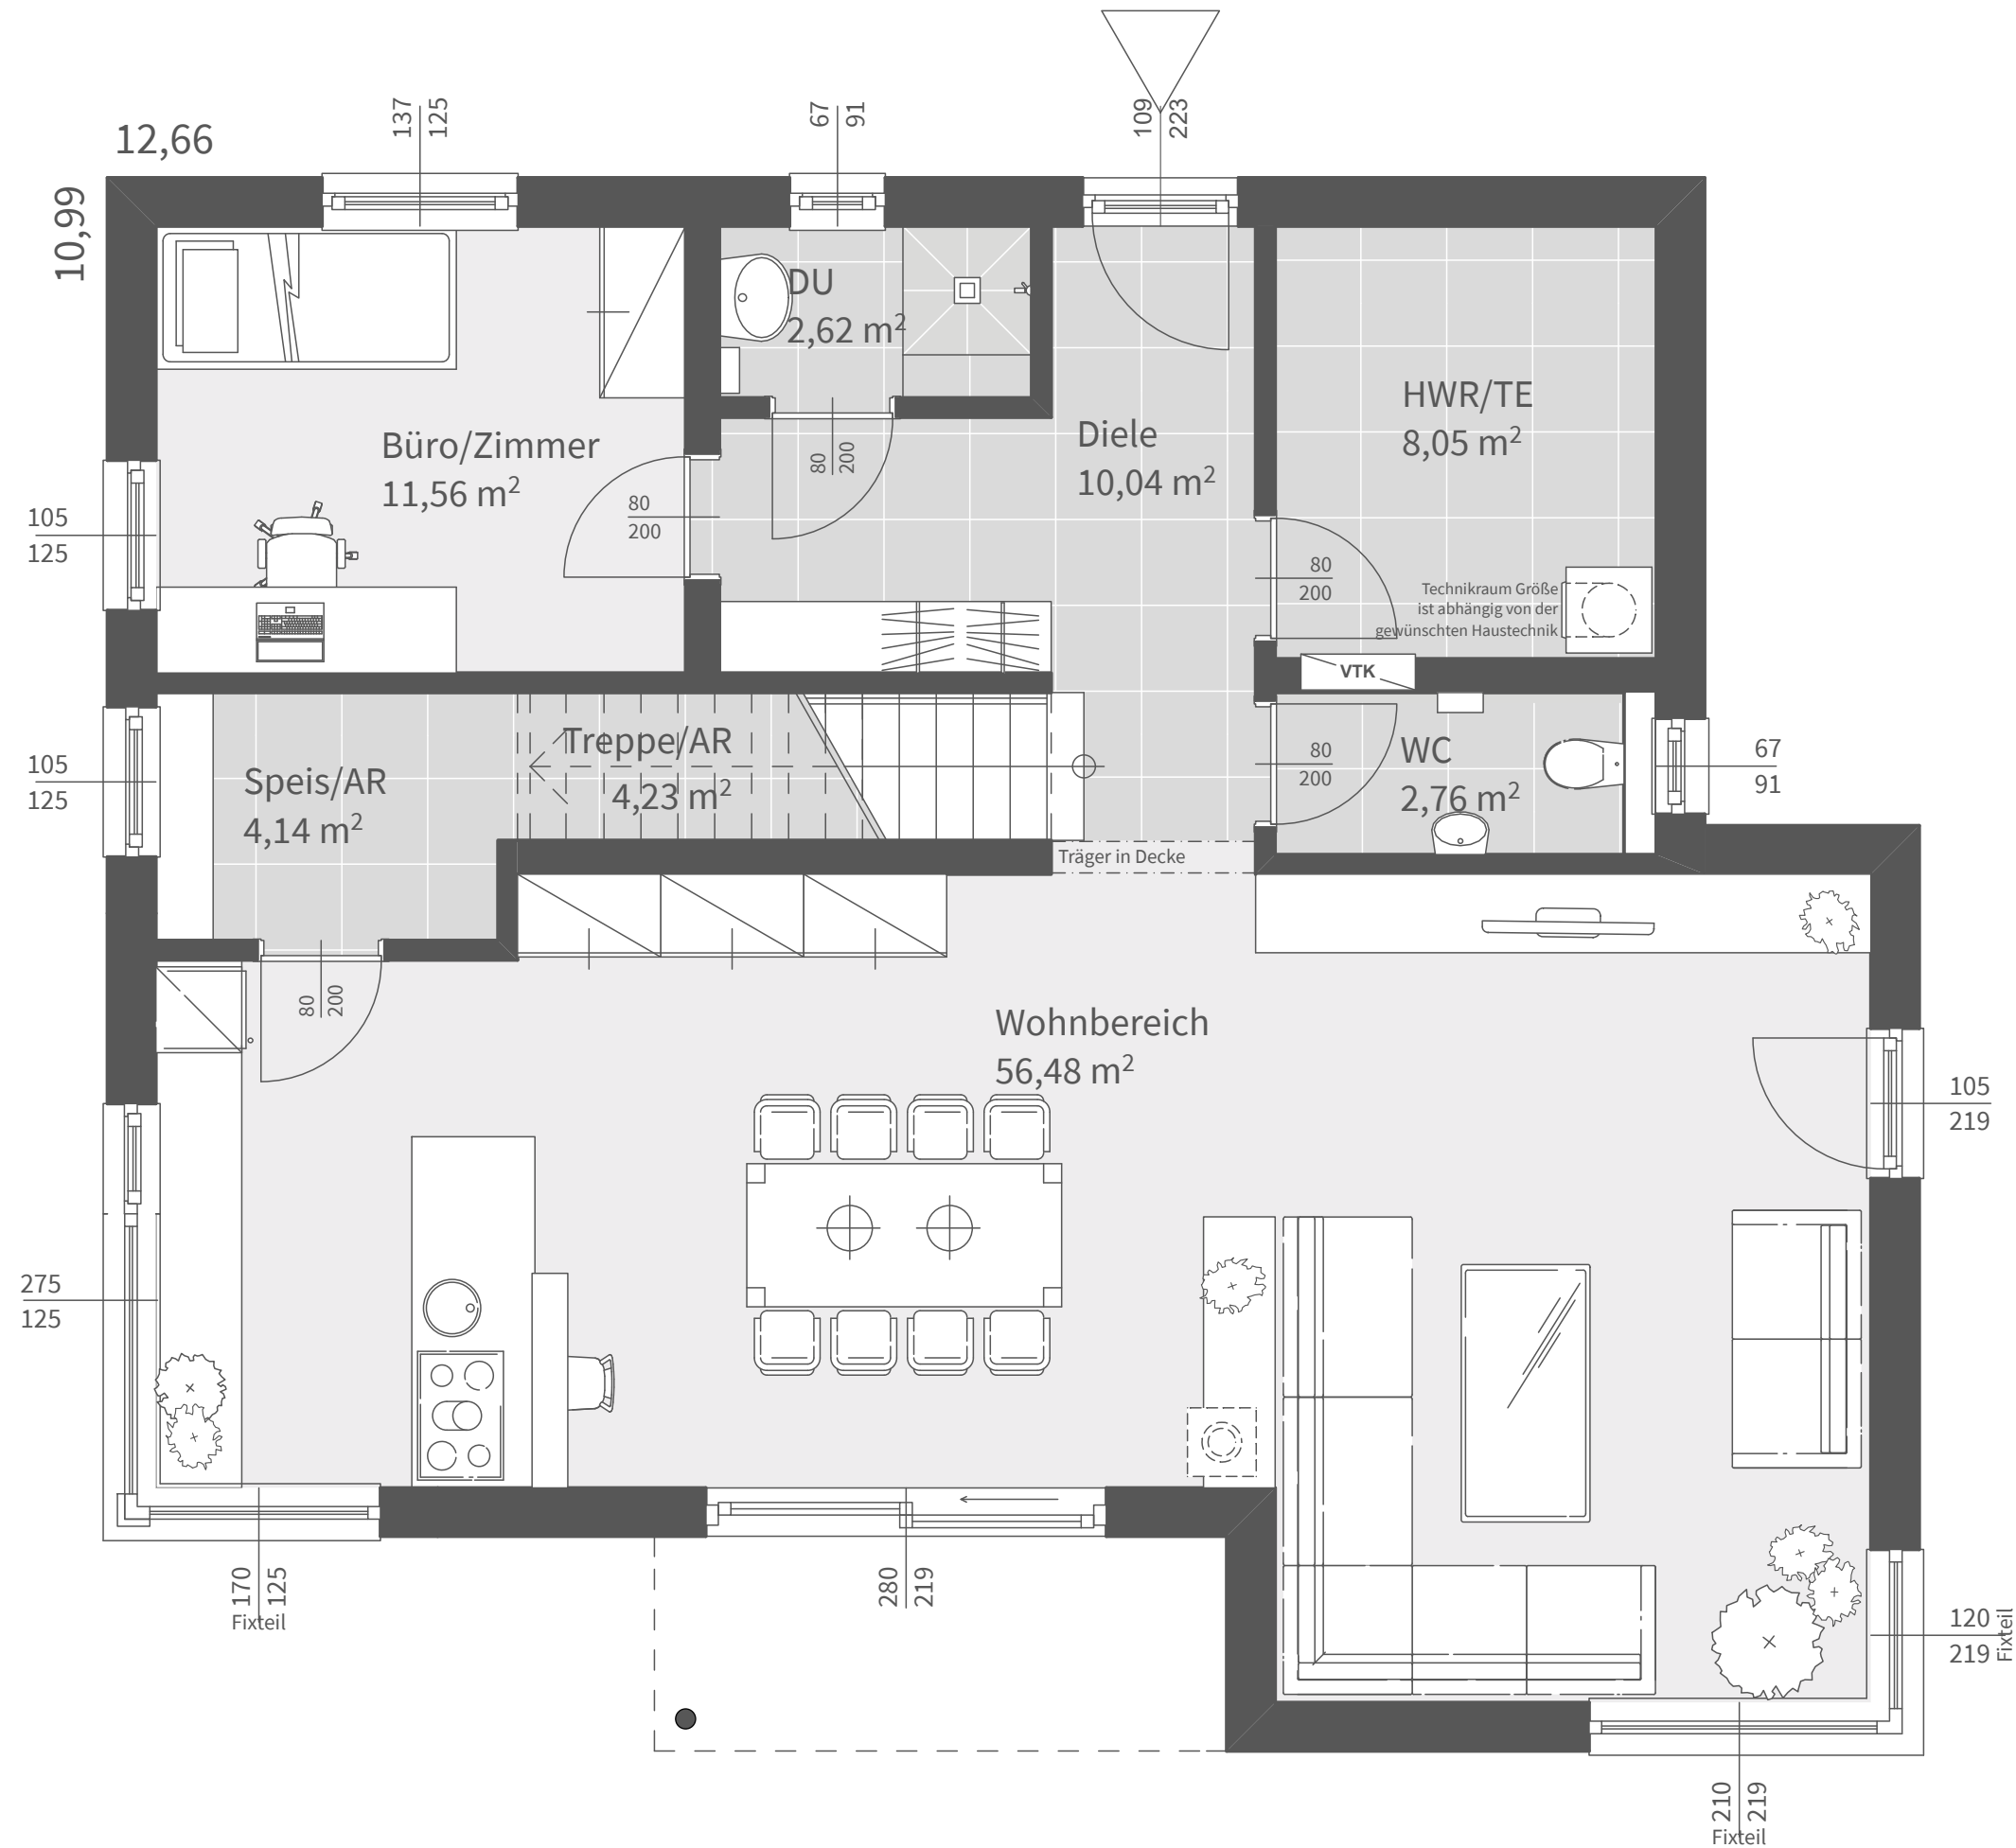 12,66
10,99
137
125
67
91
109
223
DU
2,62 m²
HWR/TE
8,05 m²
Diele
10,04 m²
Büro/Zimmer
11,56 m²
80
200
80
200
105
125
80
200
Technikraum Größe
ist abhängig von der
gewünschten Haustechnik
VTK
Treppe/AR
4,23 m²
Speis/AR
4,14 m²
105
125
80
200
WC
2,76 m²
67
91
Träger in Decke
80
200
Wohnbereich
56,48 m²
105
219
275
125
170
125
Fixteil
280
219
120
219
Fixteil
210
219
Fixteil